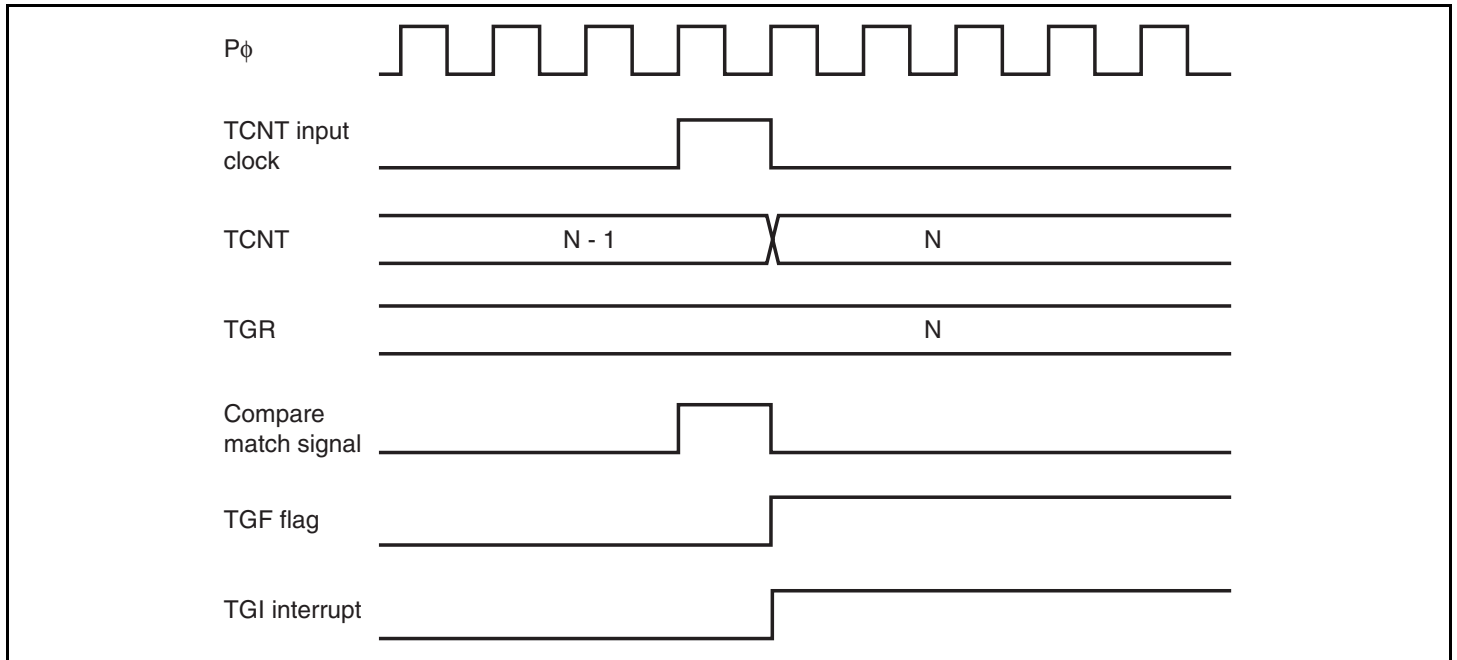 Pϕ
TCNT input
clock
TCNT
N - 1
N
TGR
N
Compare
match signal
TGF flag
TGI interrupt